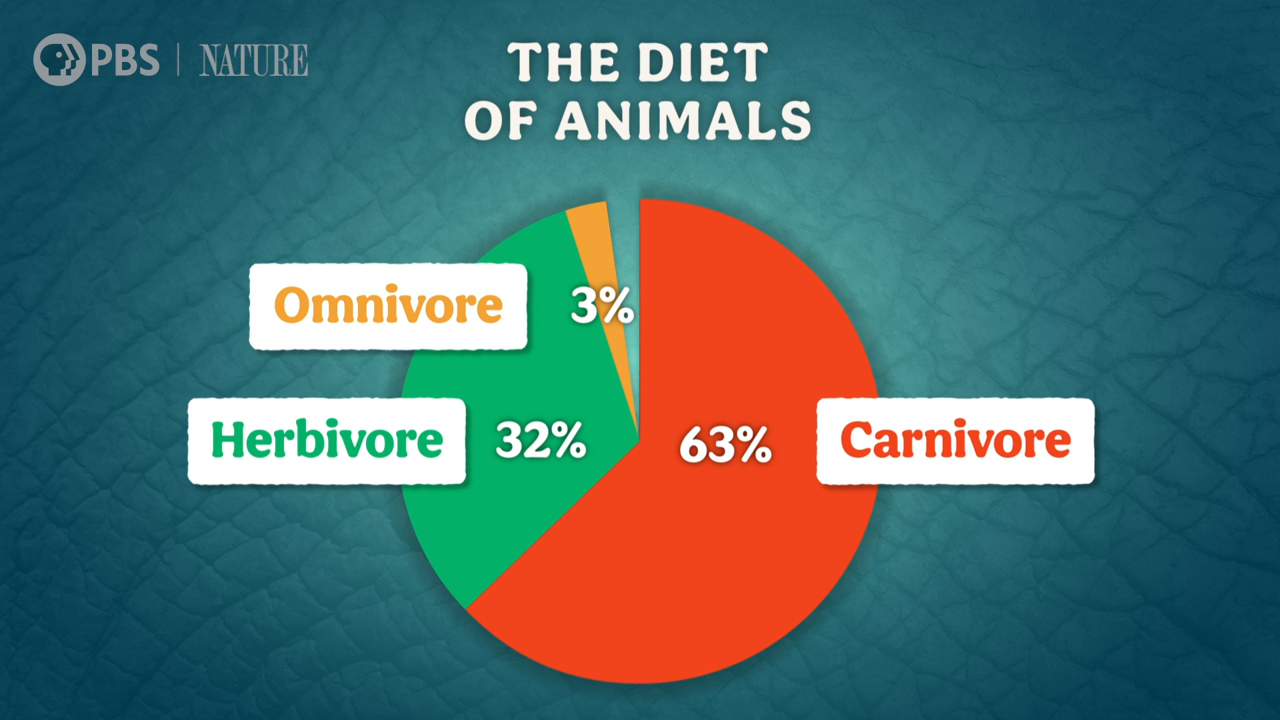 PBS | NATURE
THE DIET
OF ANIMALS
Omnivore
3%
Herbivore
32%
63%
Carnivore